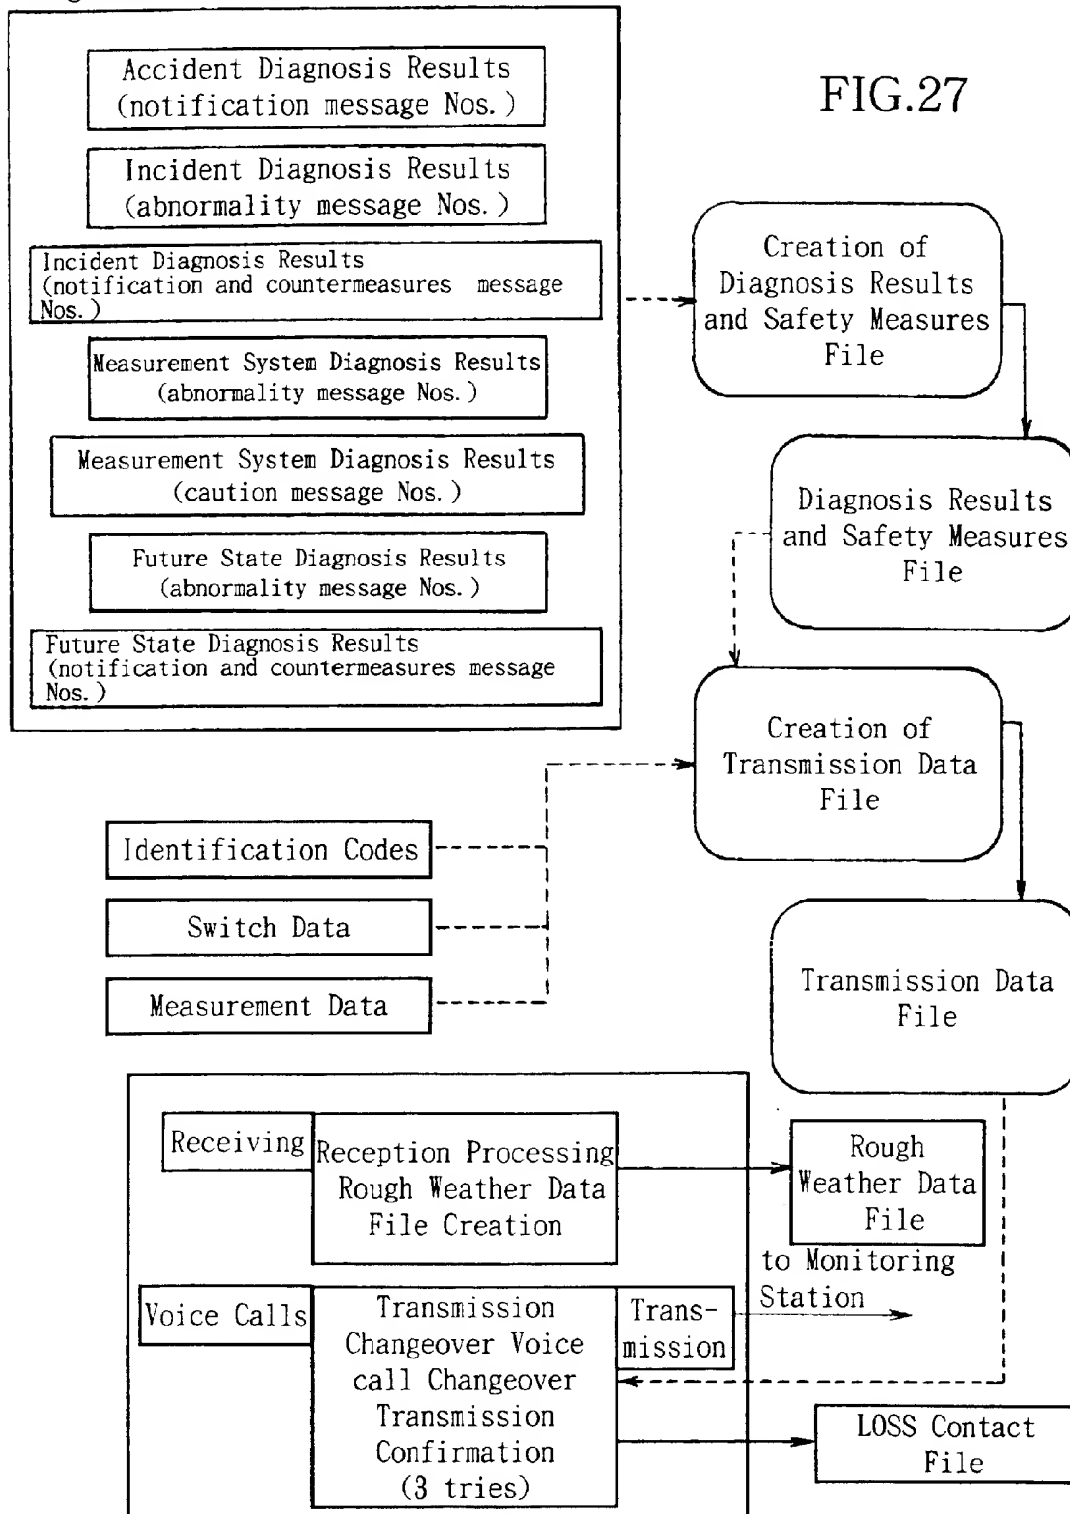 FIG.27
Accident Diagnosis Results
(notification message Nos.)
Incident Diagnosis Results
(abnormality message Nos.)
Incident Diagnosis Results
(notification and countermeasures message
Nos.)
Measurement System Diagnosis Results
(abnormality message Nos.)
Measurement System Diagnosis Results
(caution message Nos.)
Future State Diagnosis Results
(abnormality message Nos.)
Future State Diagnosis Results
(notification and countermeasures message
Nos.)
Creation of
Diagnosis Results
and Safety Measures
File
Diagnosis Results
and Safety Measures
File
Creation of
Transmission Data
File
Identification Codes
Switch Data
Measurement Data
Transmission Data
File
Receiving
Reception Processing
Rough Weather Data
File Creation
Rough
Weather Data
File
to Monitoring
Station
Voice Calls
Transmission
Changeover Voice
call Changeover
Transmission
Confirmation
(3 tries)
Trans-
mission
LOSS Contact
File